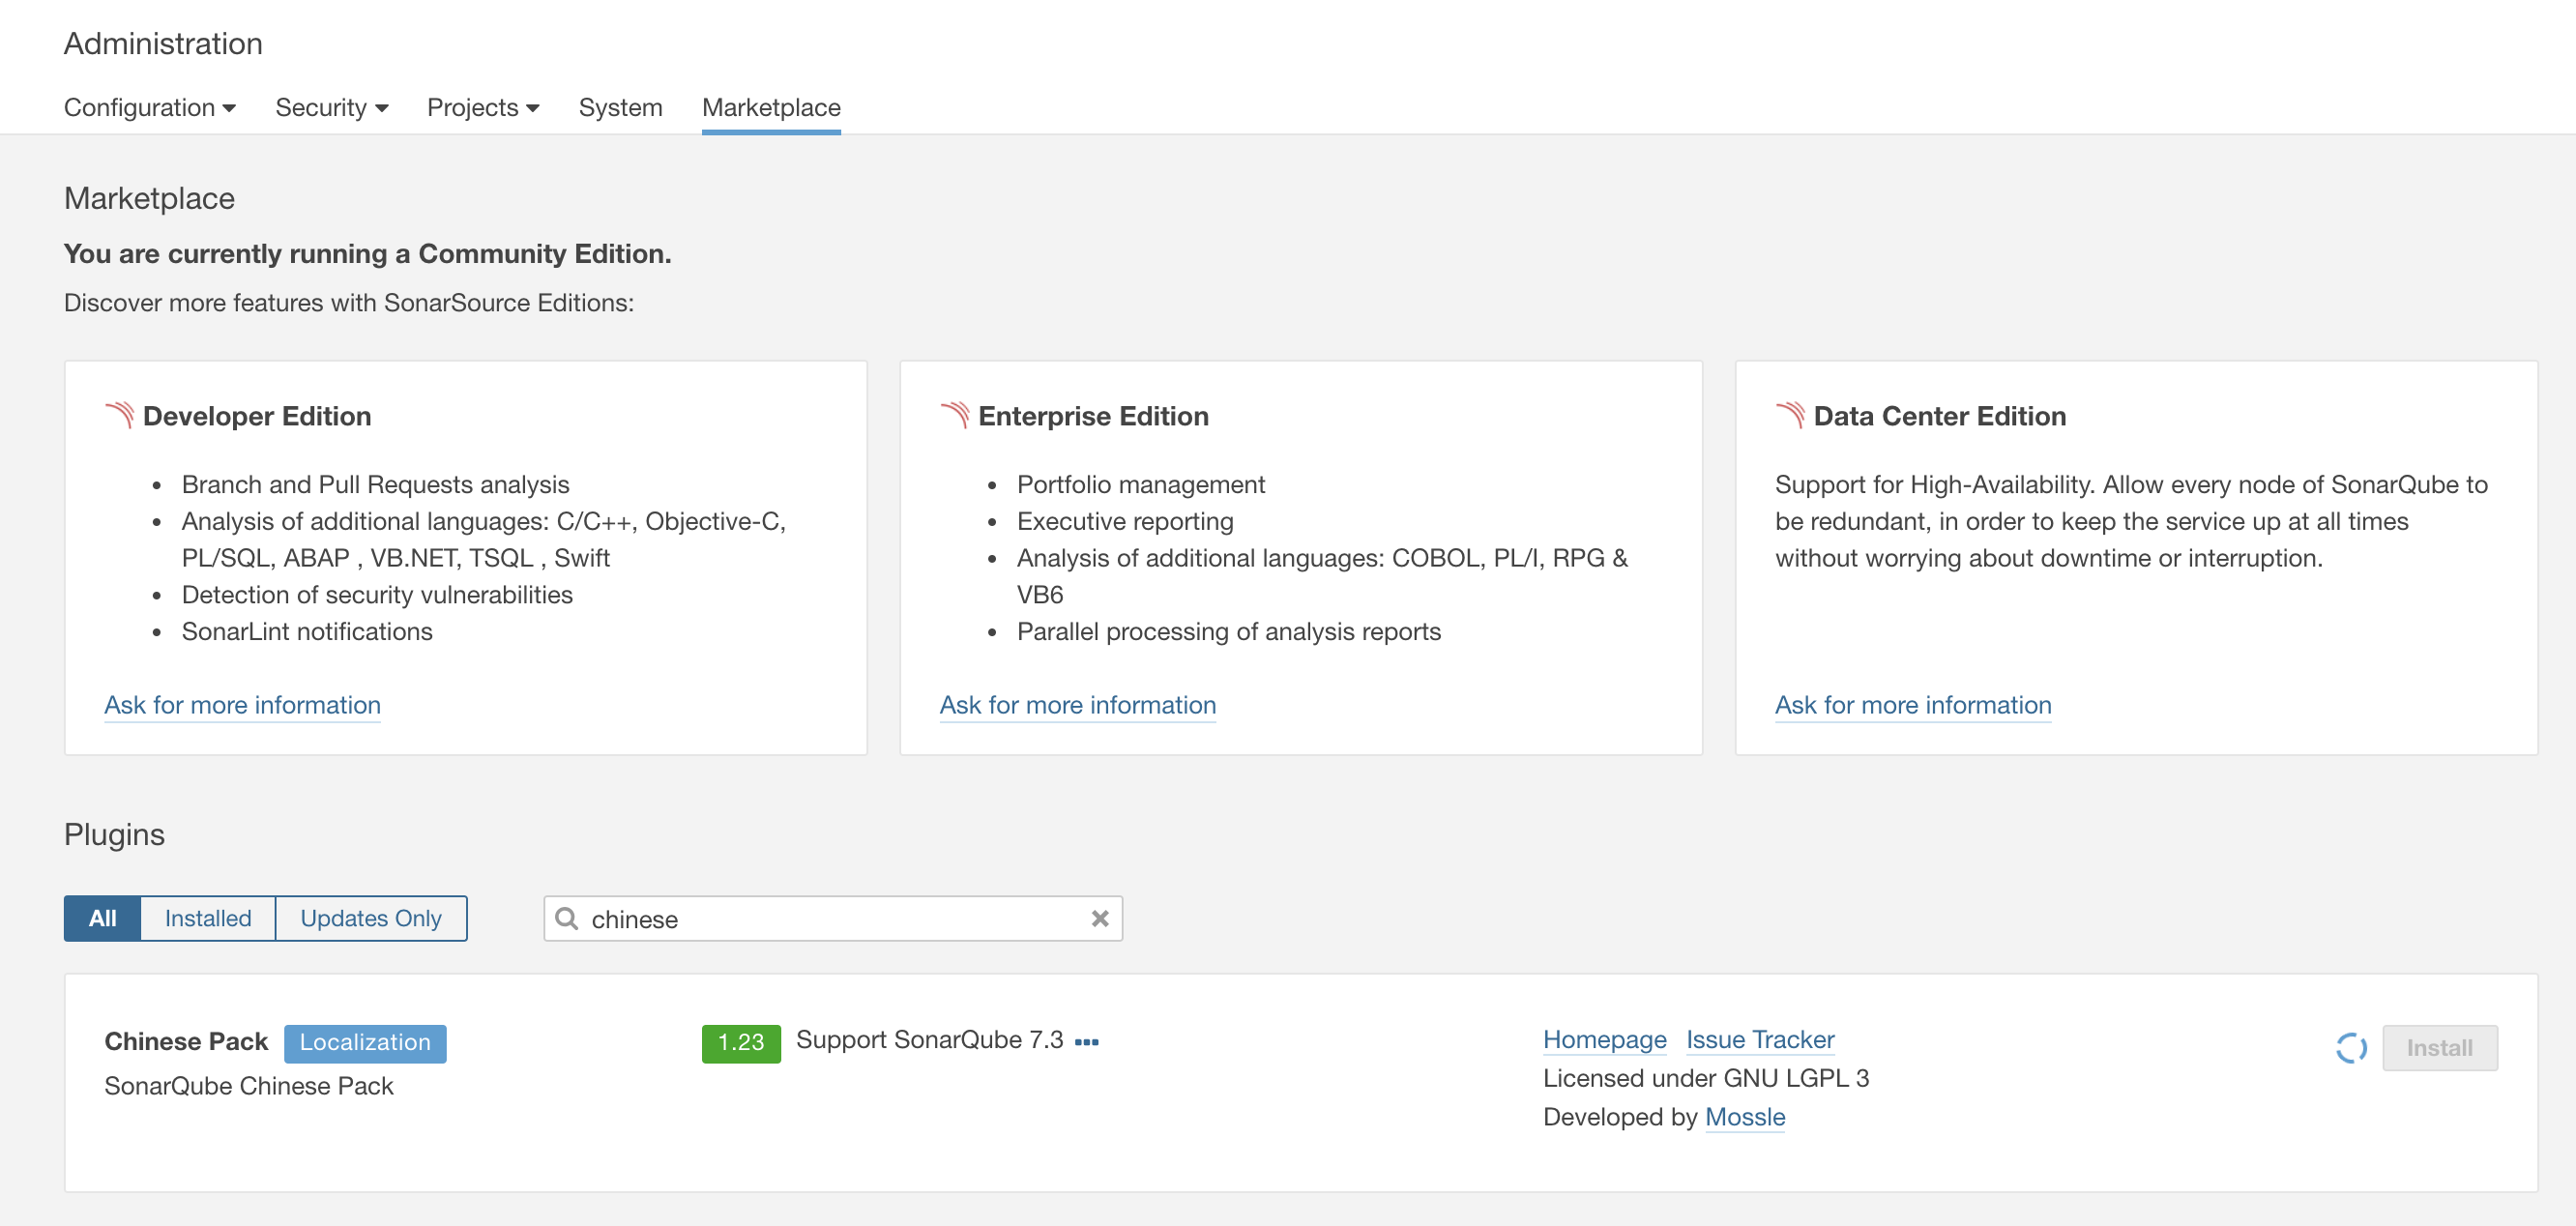 Administration
Configuration Security Projects System Marketplace
Marketplace
You are currently running a Community Edition.
Discover more features with SonarSource Editions:
Developer Edition
Branch and Pull Requests analysis
Analysis of additional languages: C/C++, Objective-C,
PL/SQL, ABAP , VB.NET, TSQL , Swift
Detection of security vulnerabilities
SonarLint notifications
Ask for more information
Enterprise Edition
Portfolio management
Executive reporting
Analysis of additional languages: COBOL, PL/I, RPG &
VB6
Parallel processing of analysis reports
Ask for more information
Data Center Edition
Support for High-Availability. Allow every node of SonarQube to
be redundant, in order to keep the service up at all times
without worrying about downtime or interruption.
Ask for more information
Plugins
All Installed Updates Only
chinese
Chinese Pack Localization
SonarQube Chinese Pack
1.23 Support SonarQube 7.3
Homepage Issue Tracker
Licensed under GNU LGPL 3
Developed by Mossle
Install